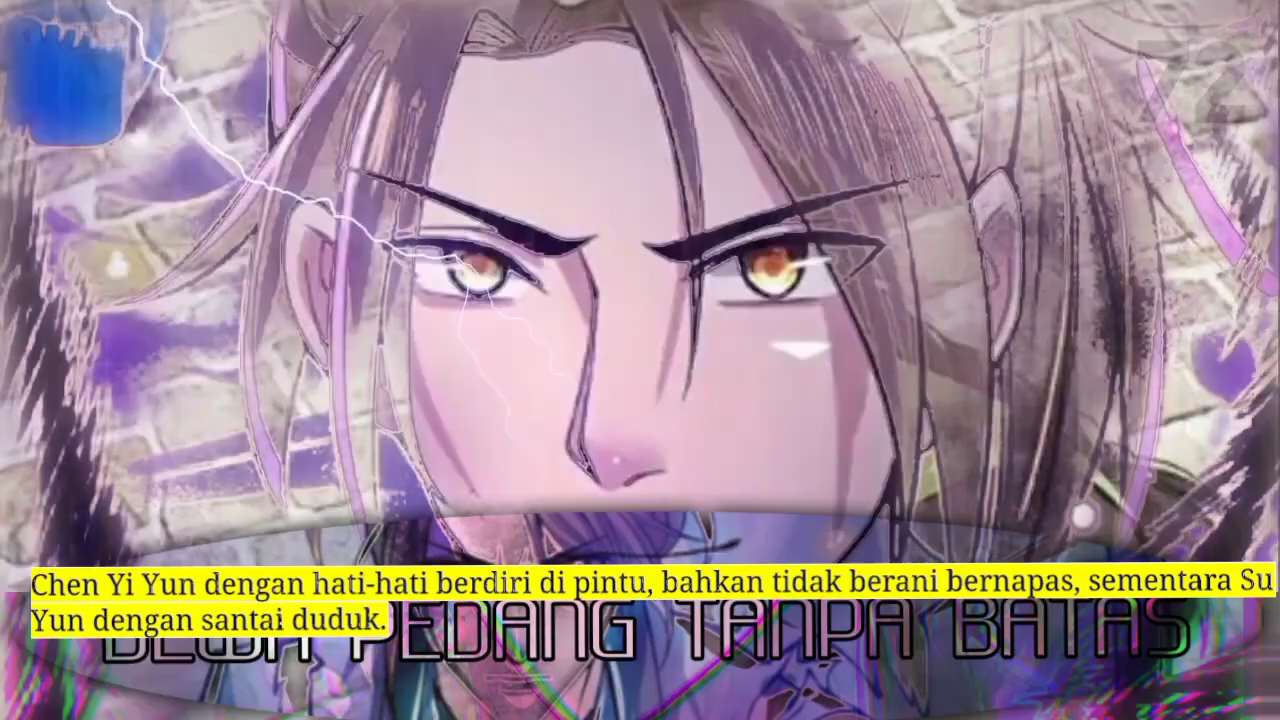 Chen Yi Yun dengan hati-hati berdiri di pintu, bahkan tidak berani bernapas, sementara Su
Yun dengan santai duduk.
DEWA PEDANG TANPA BATAS